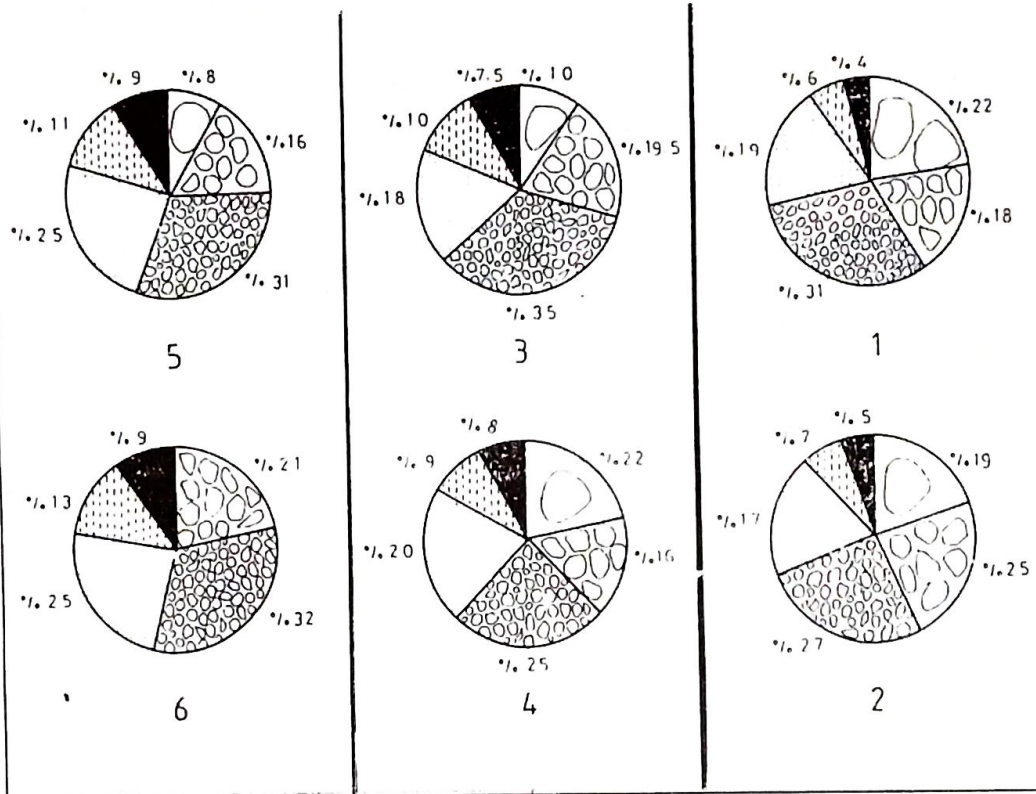 %. 9 %. 8
%. 11 %. 16
%. 25 %. 31
5
%. 7. 5 %. 10
%. 10 %. 19 5
%. 18 %. 35
3
%. 6 %. 4
%. 19 %. 22
%. 18
%. 31
1
%. 9 %. 21
%. 13
%. 25 %. 32
6
%. 8 %. 22
%. 9
%. 20 %. 16
%. 25
4
%. 7 %. 5
%. 17 %. 19
%. 25
%. 27
2